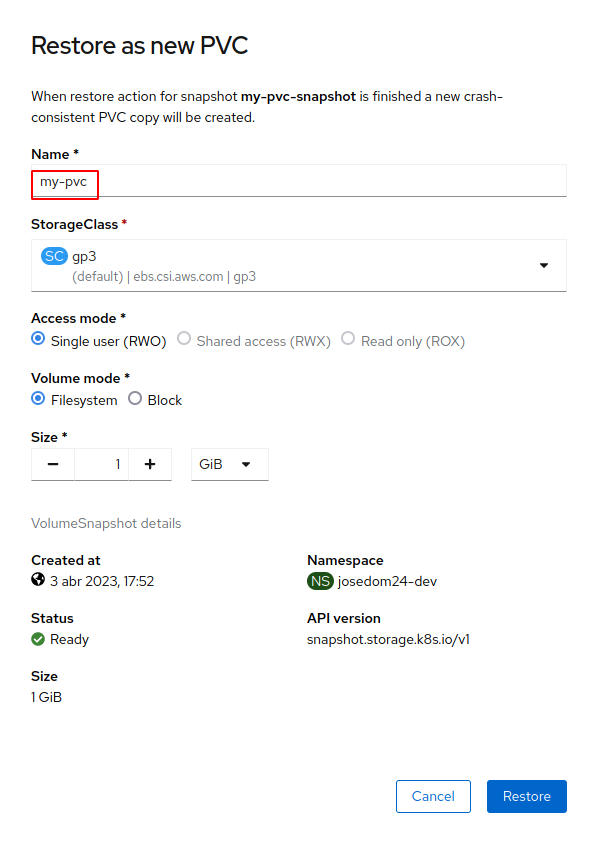 Restore as new PVC
When restore action for snapshot my-pvc-snapshot is finished a new crash-
consistent PVC copy will be created.
Name *
my-pvc
StorageClass *
SC gp3
(default) | ebs.csi.aws.com | gp3
Access mode *
Single user (RWO) Shared access (RWX) Read only (ROX)
Volume mode *
Filesystem Block
Size *
1 GiB
VolumeSnapshot details
Created at
3 abr 2023, 17:52
Namespace
NS josedom24-dev
Status
Ready
API version
snapshot.storage.k8s.io/v1
Size
1 GiB
Cancel Restore